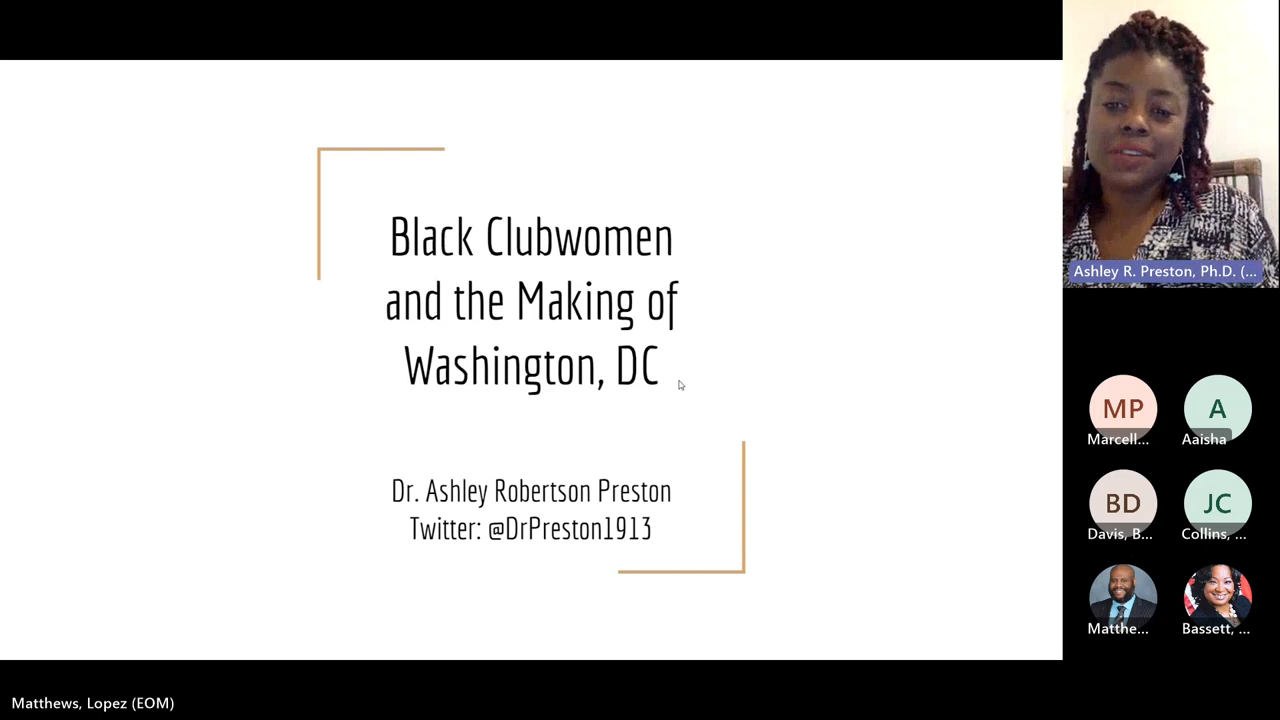 Black Clubwomen
and the Making of
Washington, DC
Dr. Ashley Robertson Preston
Twitter: @DrPreston1913
Ashley R. Preston, Ph.D. (...
MP
A
Marcell...
Aaisha
BD
JC
Davis, B...
Collins, ...
Matthe...
Bassett, ...
Matthews, Lopez (EOM)